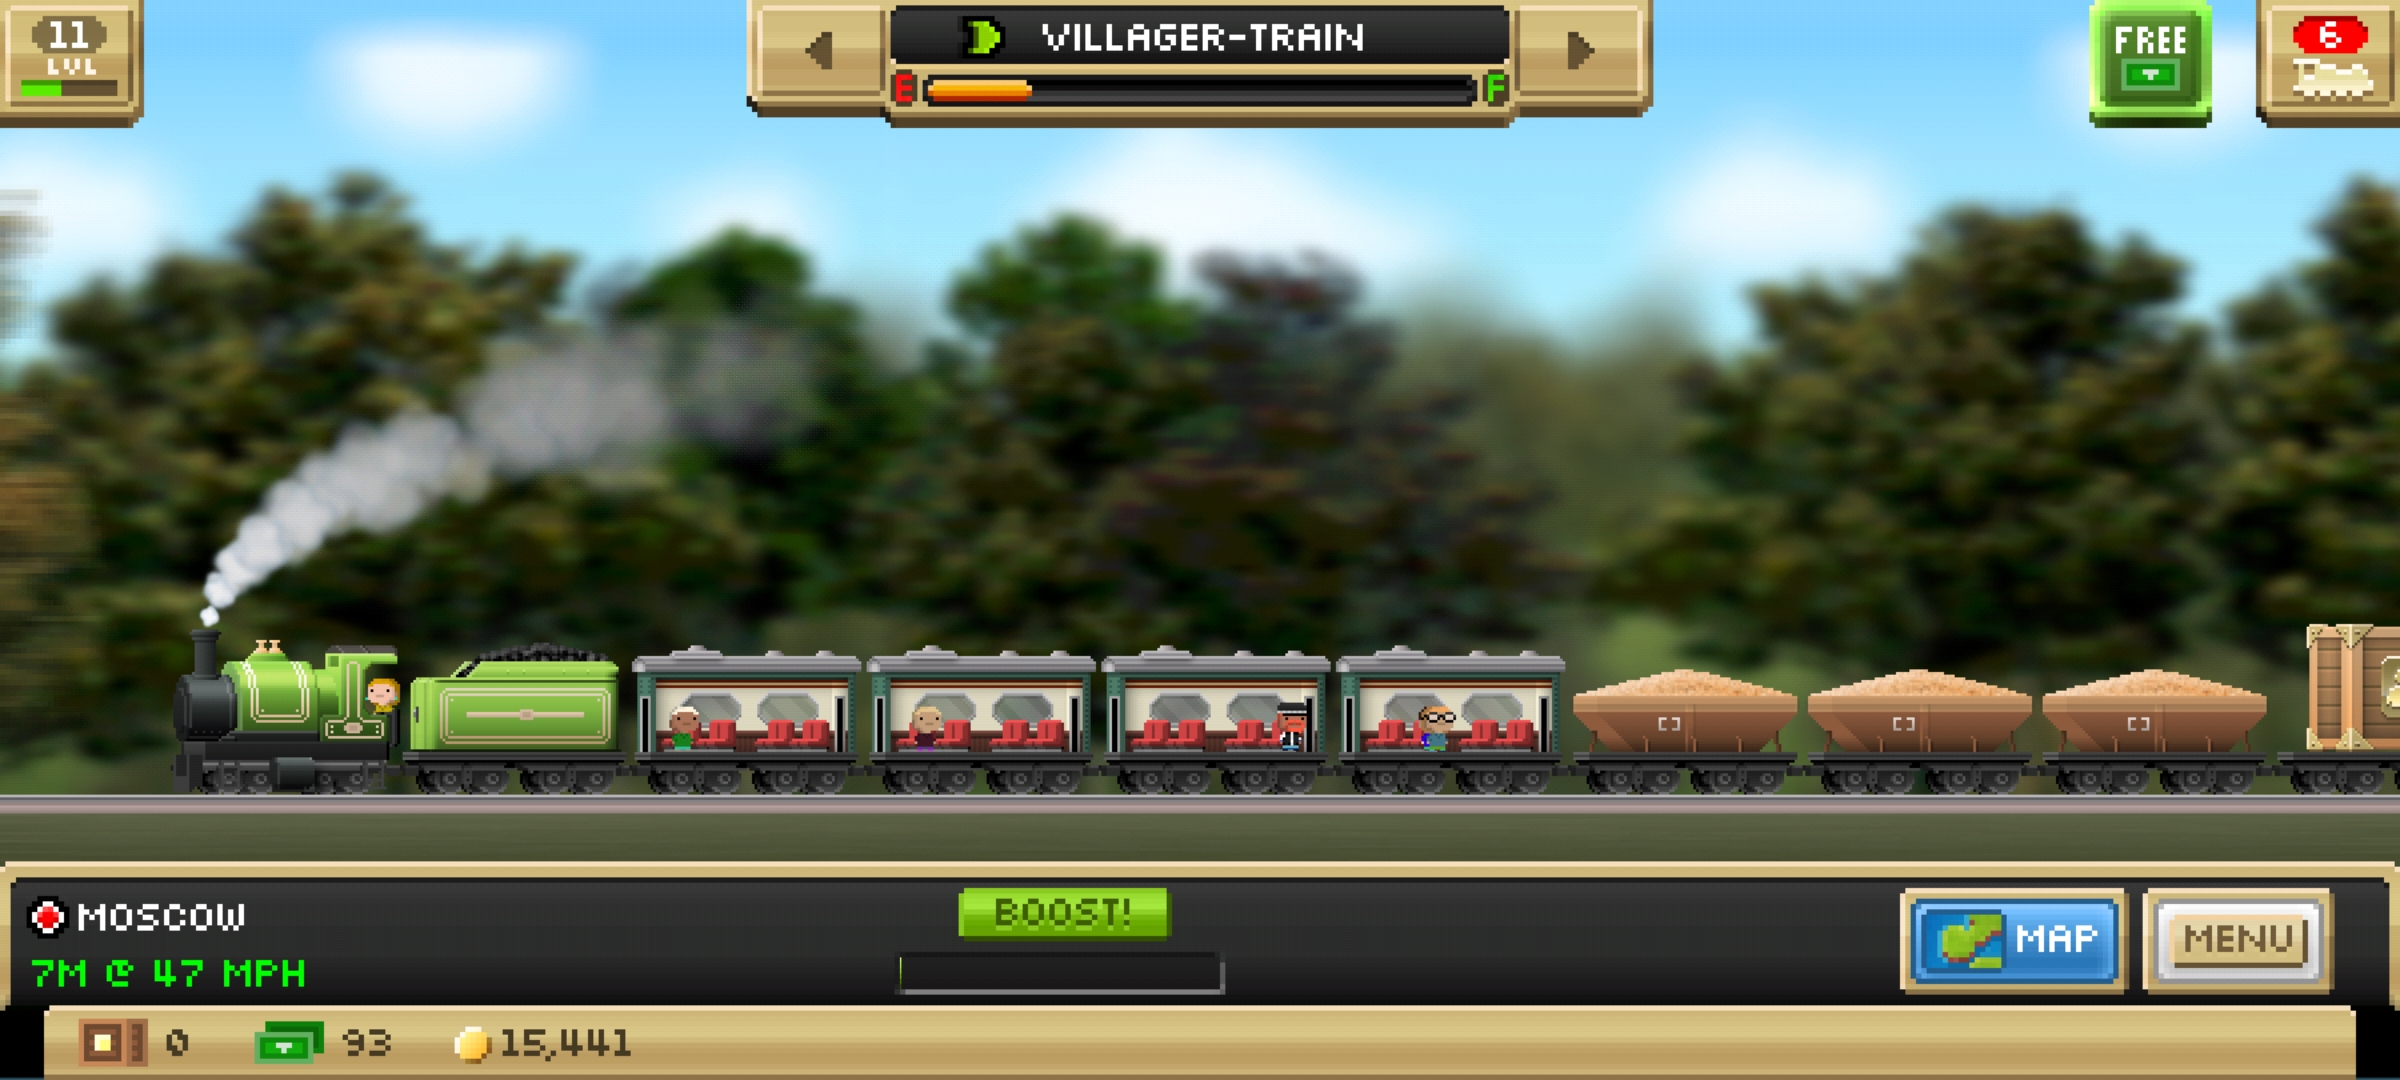 11
LVL
VILLAGER-TRAIN
E F
FREE
6
MOSCOW
7M @ 47 MPH
BOOST!
MAP
MENU
0
93
15,441